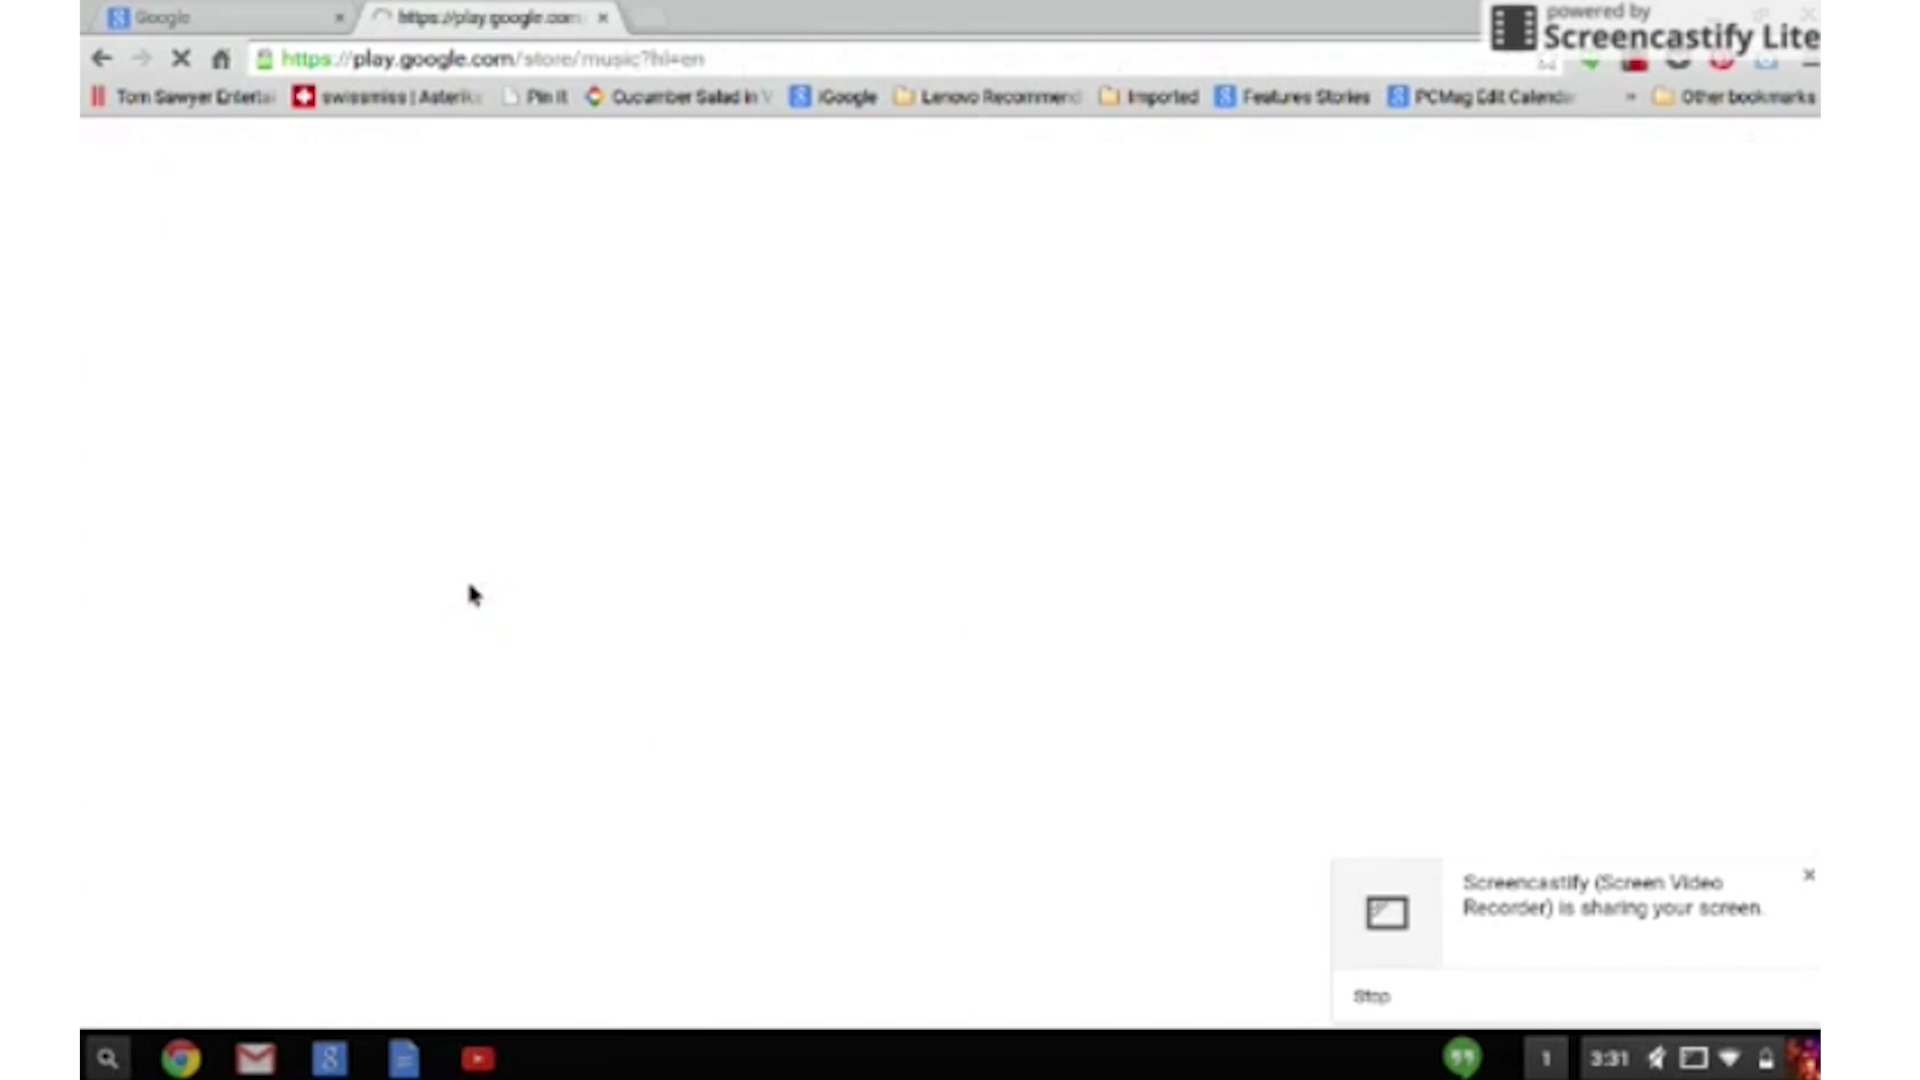 Google
https://play.google.com
powered by
Screencastify Lite
https://play.google.com/store/music?hl=en
Tom Sawyer Enterta
swissmiss | Asterik
Pin It
Cucumber Salad in V
iGoogle
Lenovo Recommend
Imported
Features Stories
PCMag Edit Calenda
» Other bookmarks
Screencastify (Screen Video
Recorder) is sharing your screen.
Stop
1
3:31